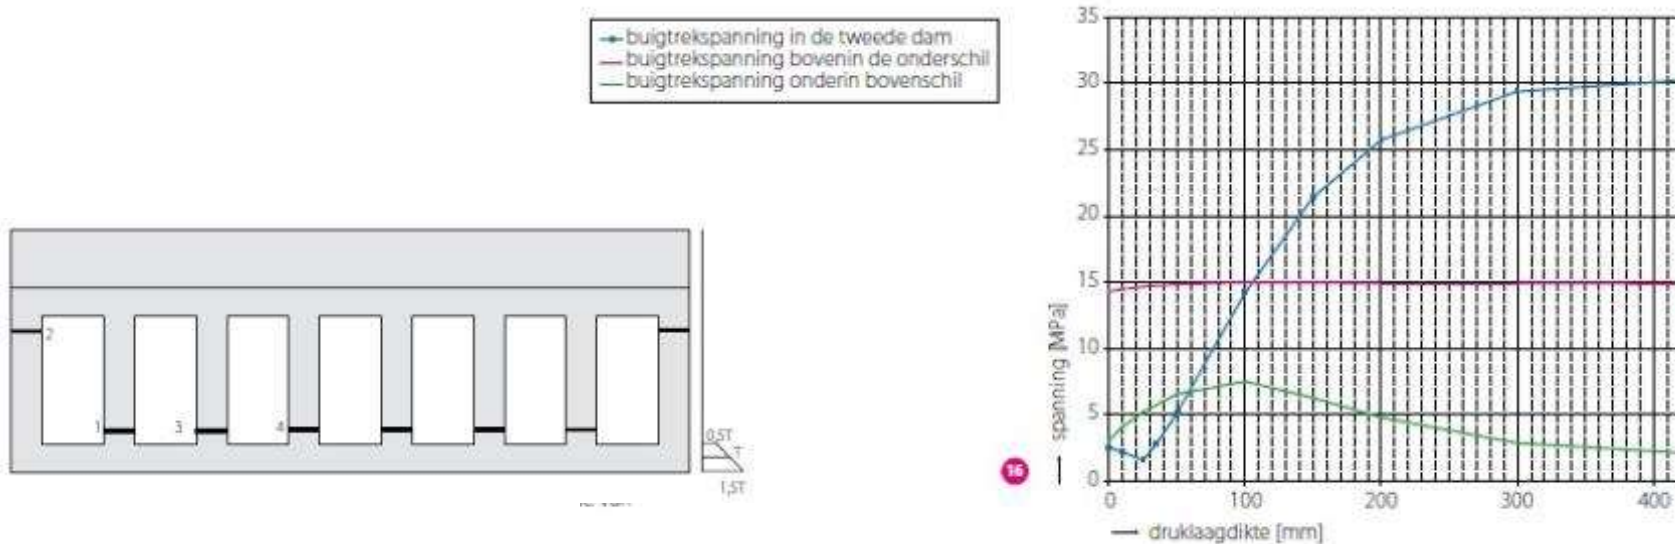 buigtrekspanning in de tweede dam
buigtrekspanning bovenin de onderschil
buigtrekspanning onderin bovenschil
2
1
3
4
0,5T
T
1,5T
16
spanning [MPa]
35
30
25
20
15
10
5
0
0 100 200 300 400
druklaagdikte [mm]